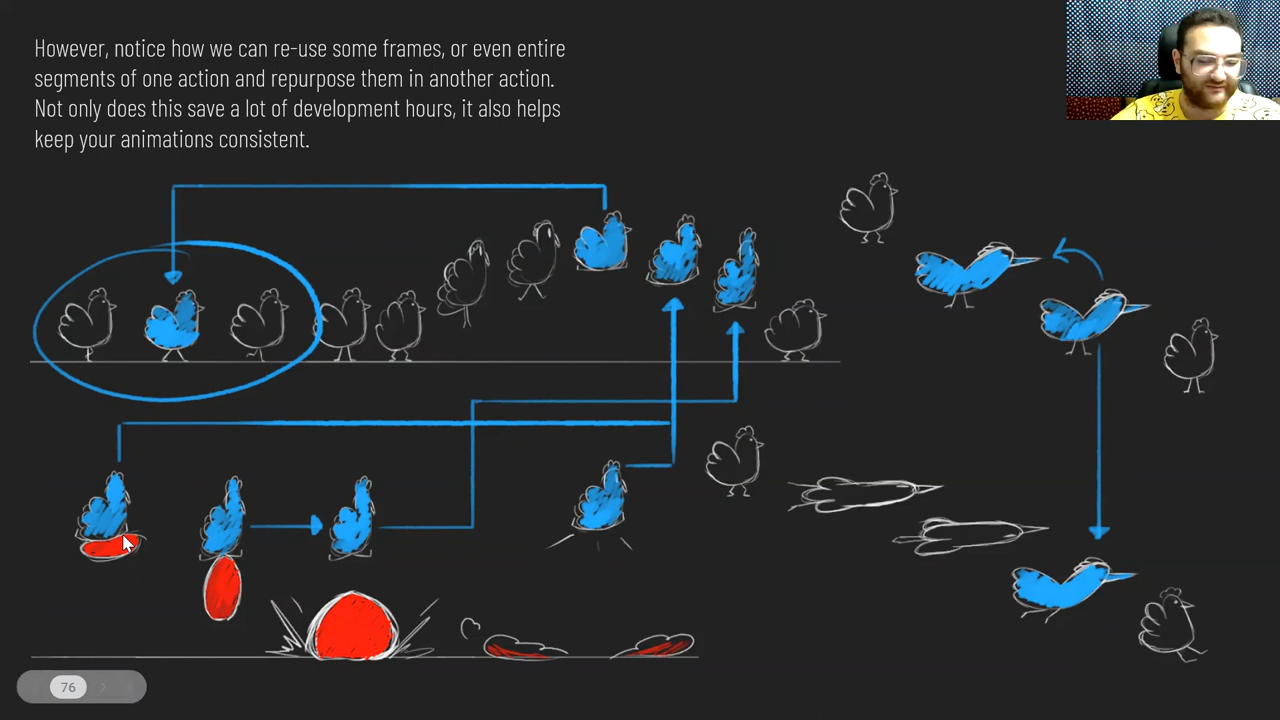 However, notice how we can re-use some frames, or even entire
segments of one action and repurpose them in another action.
Not only does this save a lot of development hours, it also helps
keep your animations consistent.
76